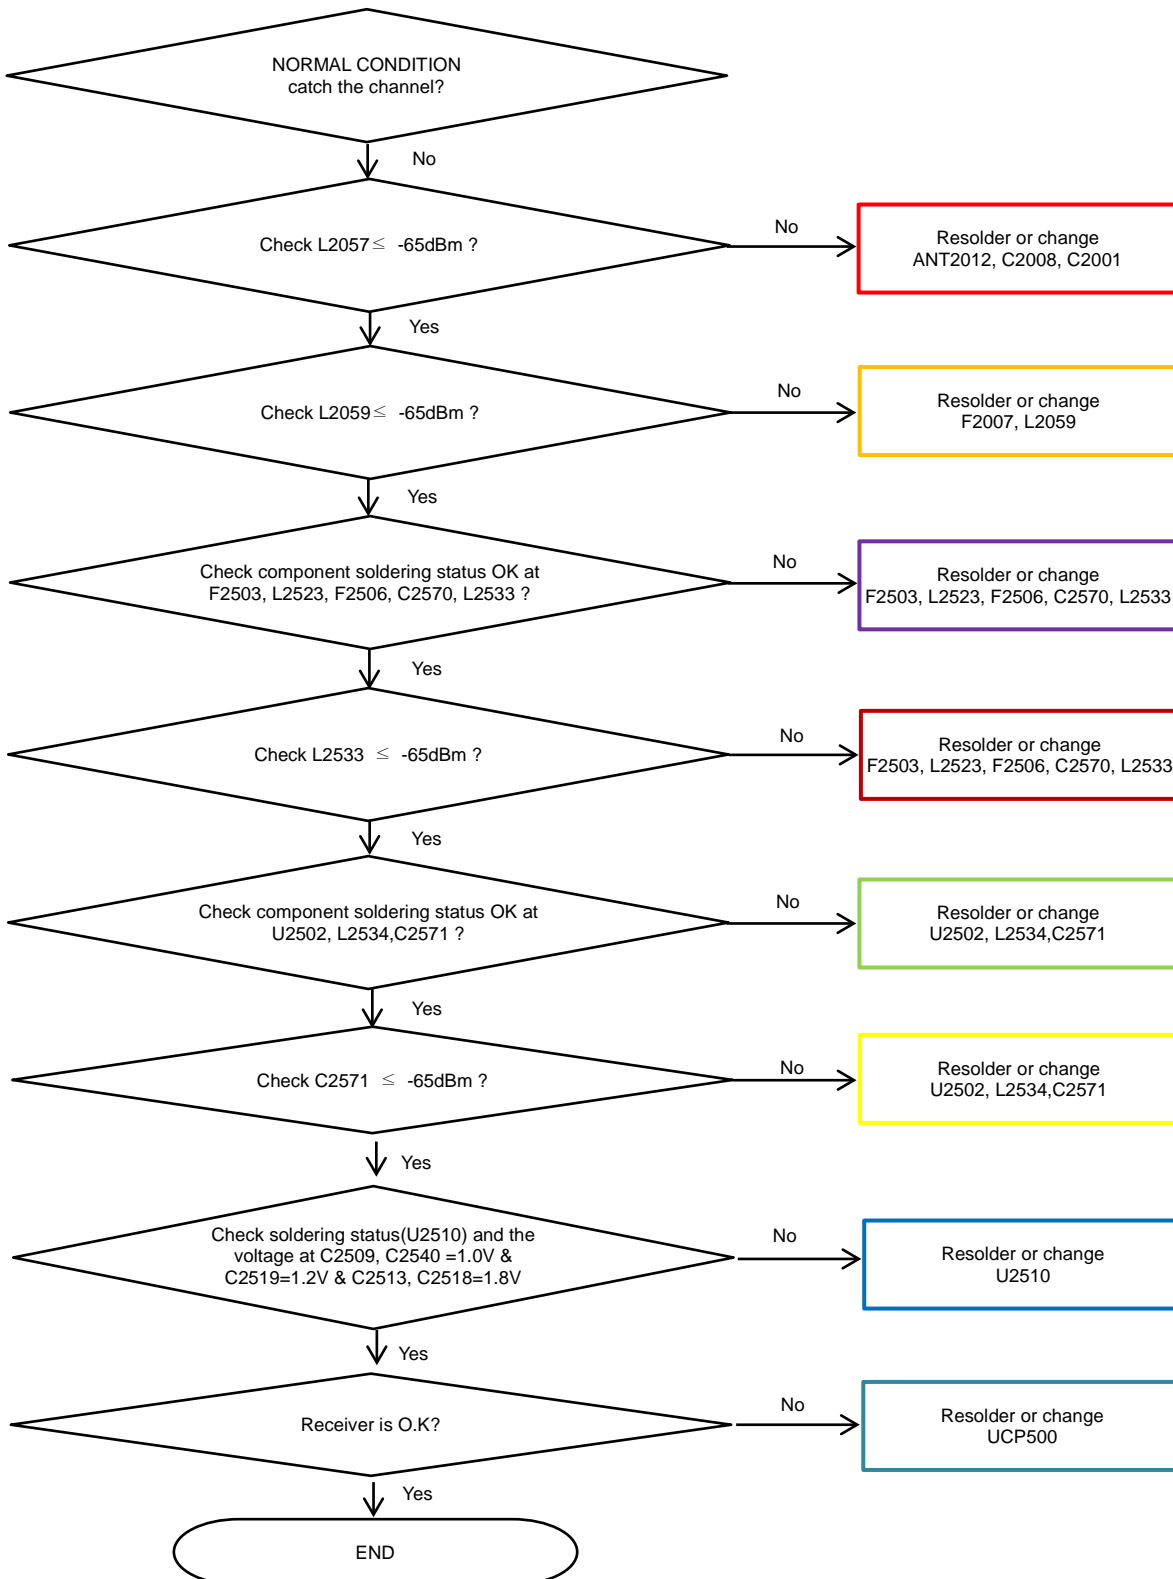 NORMAL CONDITION
catch the channel?
No
Check L2057≤ -65dBm ?
No
Resolder or change
ANT2012, C2008, C2001
Yes
Check L2059≤ -65dBm ?
No
Resolder or change
F2007, L2059
Yes
Check component soldering status OK at
F2503, L2523, F2506, C2570, L2533 ?
No
Resolder or change
F2503, L2523, F2506, C2570, L2533
Yes
Check L2533 ≤ -65dBm ?
No
Resolder or change
F2503, L2523, F2506, C2570, L2533
Yes
Check component soldering status OK at
U2502, L2534,C2571 ?
No
Resolder or change
U2502, L2534,C2571
Yes
Check C2571 ≤ -65dBm ?
No
Resolder or change
U2502, L2534,C2571
Yes
Check soldering status(U2510) and the
voltage at C2509, C2540 =1.0V &
C2519=1.2V & C2513, C2518=1.8V
No
Resolder or change
U2510
Yes
Receiver is O.K?
No
Resolder or change
UCP500
Yes
END